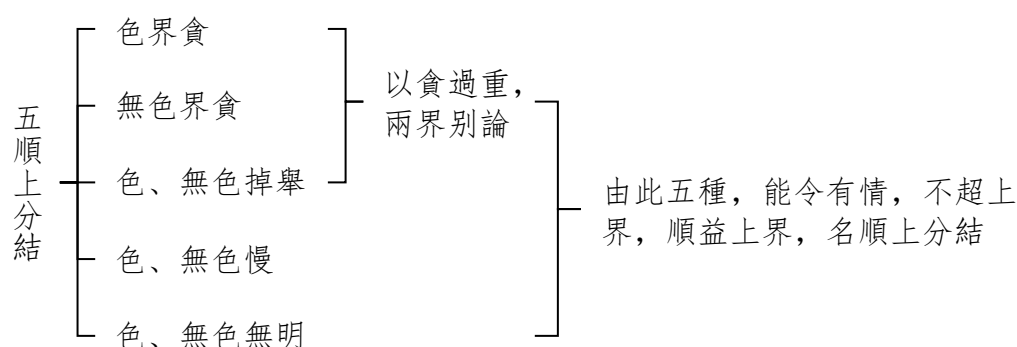 五順上分結
色界貪
無色界貪
色、無色掉舉
色、無色慢
色、無色無明
以貪過重，
兩界別論
由此五種，能令有情，不超上
界，順益上界，名順上分結